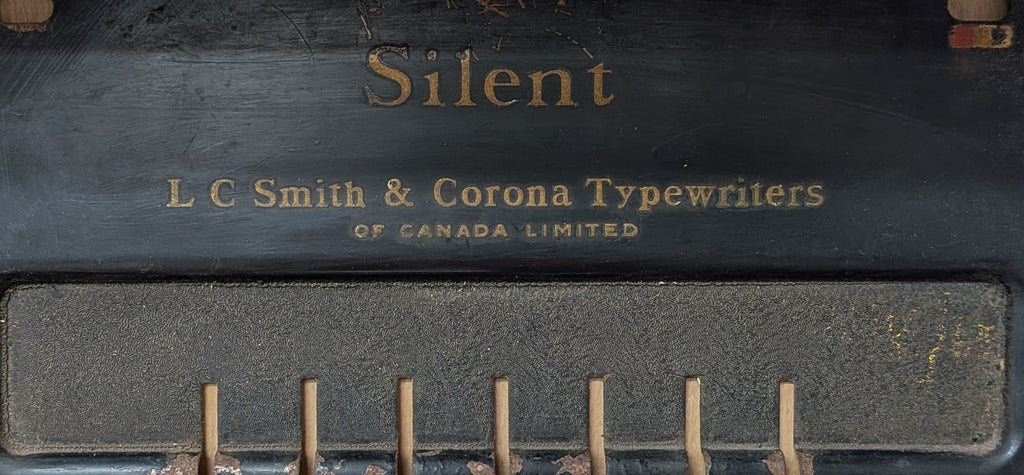 Silent
L C Smith & Corona Typewriters
OF CANADA LIMITED